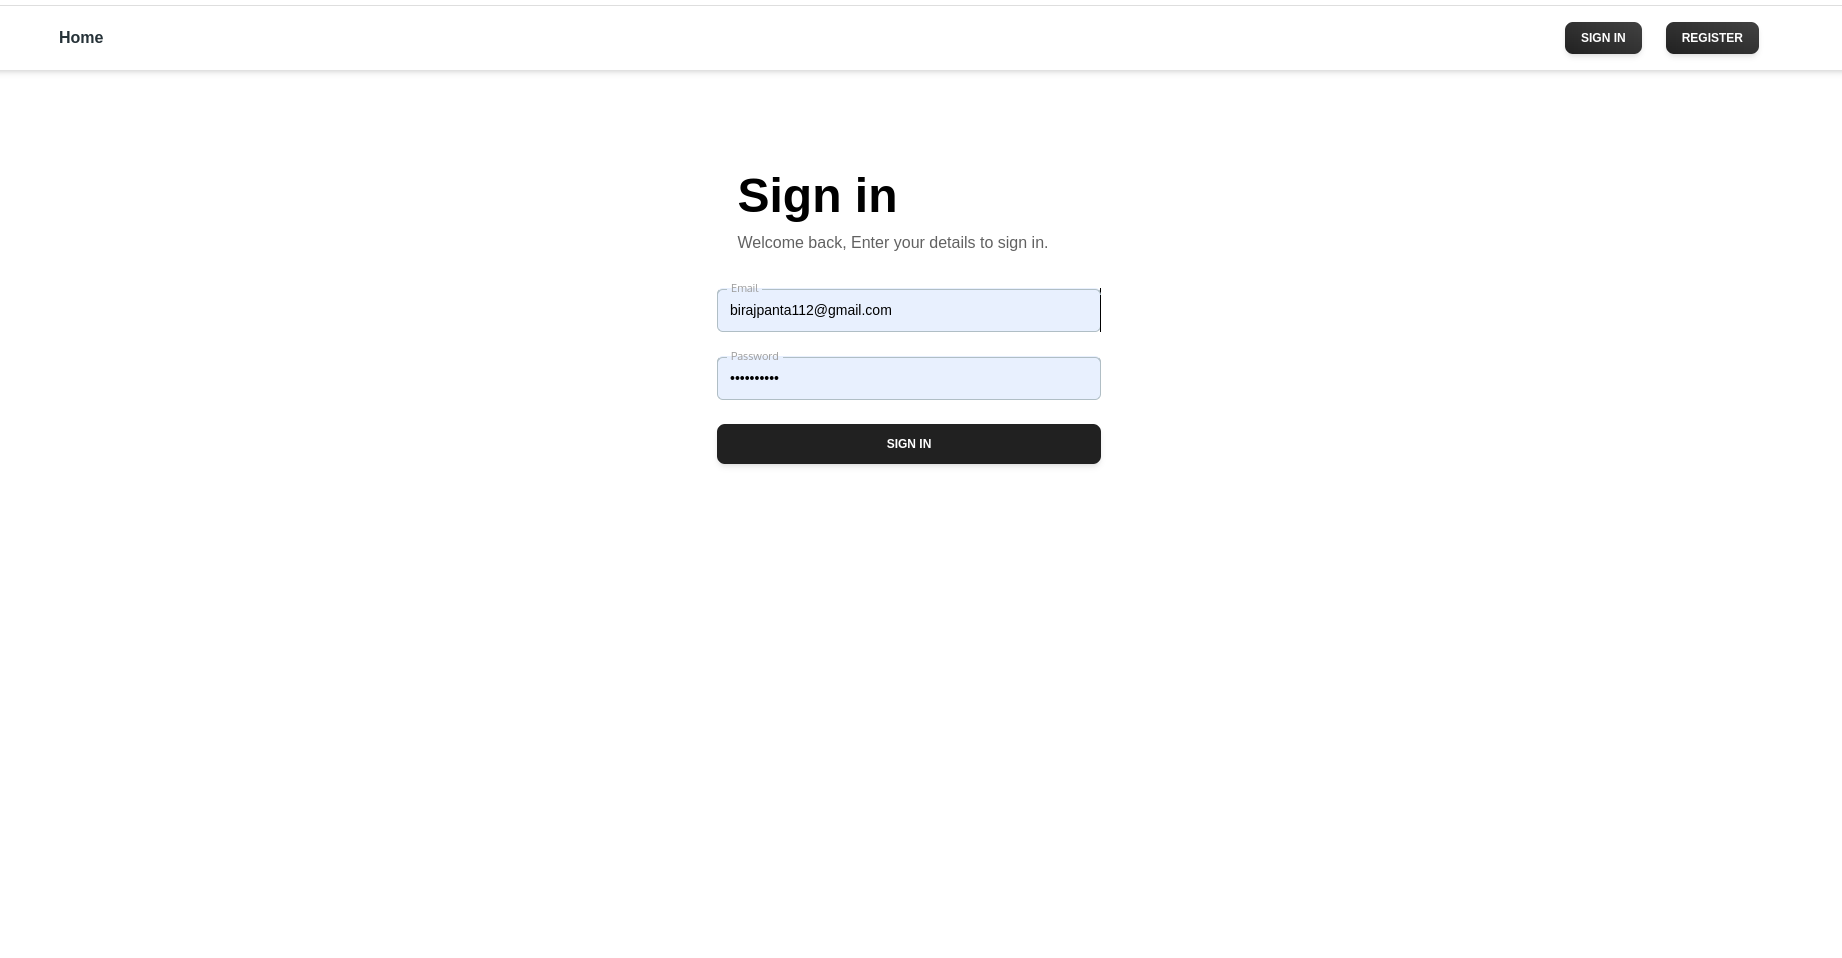 Home
SIGN IN
REGISTER
Sign in
Welcome back, Enter your details to sign in.
Email
birajpanta112@gmail.com
Password
••••••••••
SIGN IN